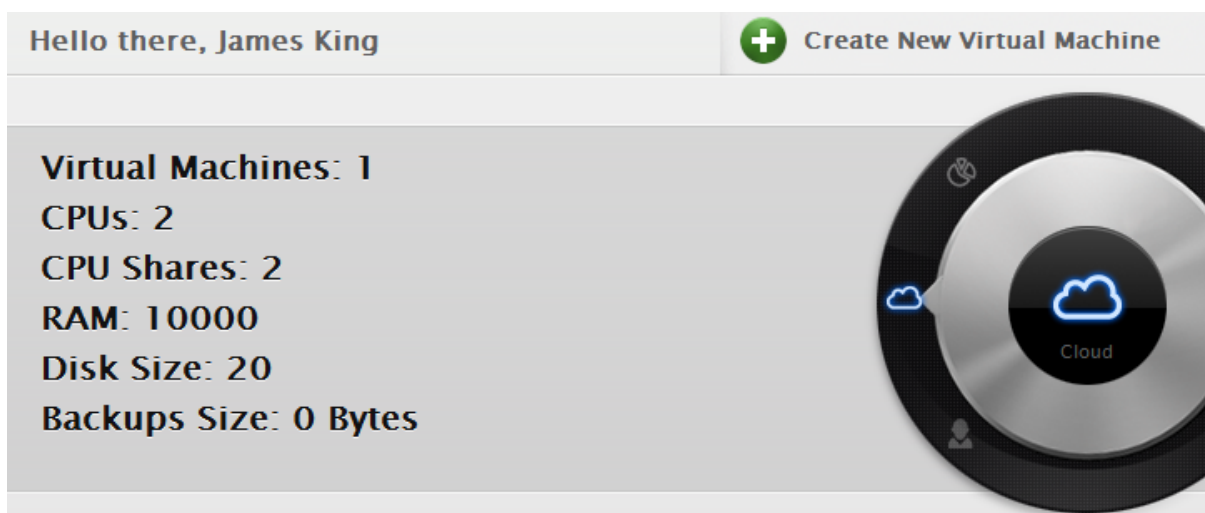 Hello there, James King
Create New Virtual Machine
Virtual Machines: 1
CPUs: 2
CPU Shares: 2
RAM: 10000
Disk Size: 20
Backups Size: 0 Bytes
Cloud